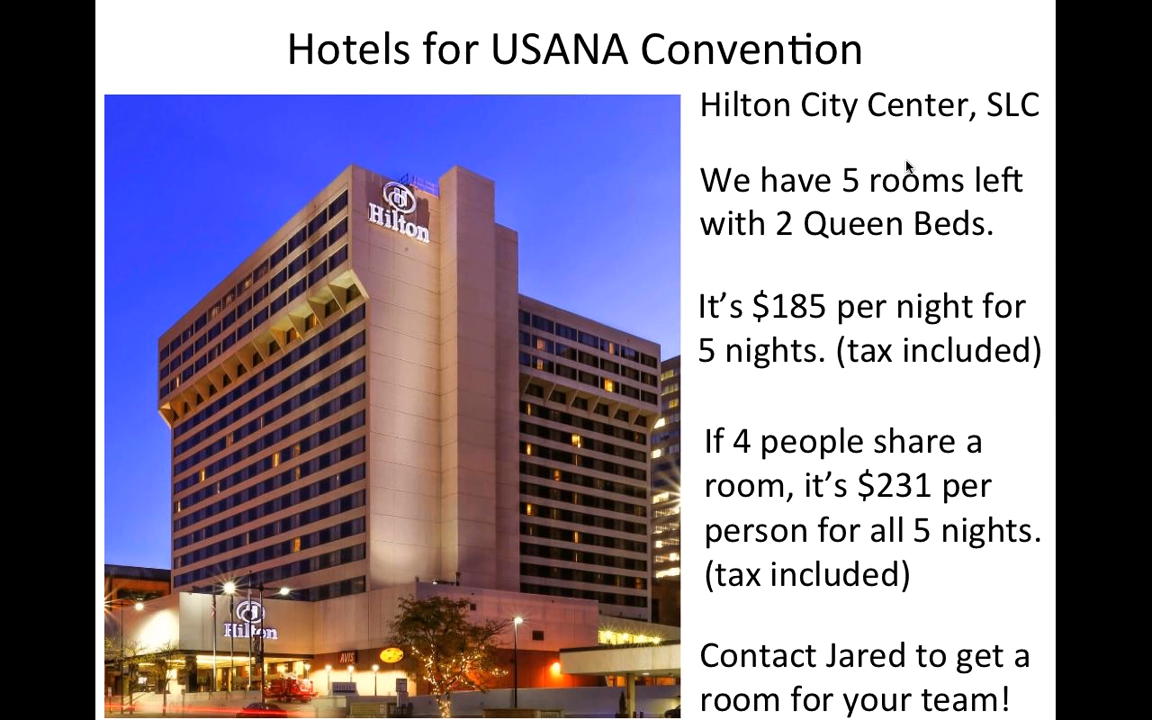 Hotels for USANA Convention
Hilton City Center, SLC
We have 5 rooms left
with 2 Queen Beds.
It's $185 per night for
5 nights. (tax included)
If 4 people share a
room, it's $231 per
person for all 5 nights.
(tax included)
Contact Jared to get a
room for your team!
Hilton
Hilton
AVIS